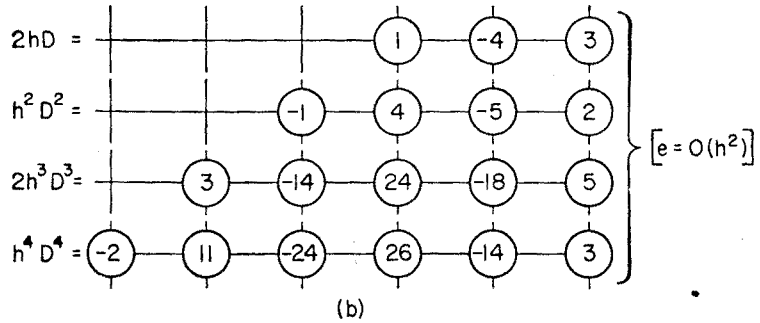 2hD = 1 -4 3
h²D² = -1 4 -5 2
[e = O(h²)]
2h³D³ = 3 -14 24 -18 5
h⁴D⁴ = -2 11 -24 26 -14 3
(b)